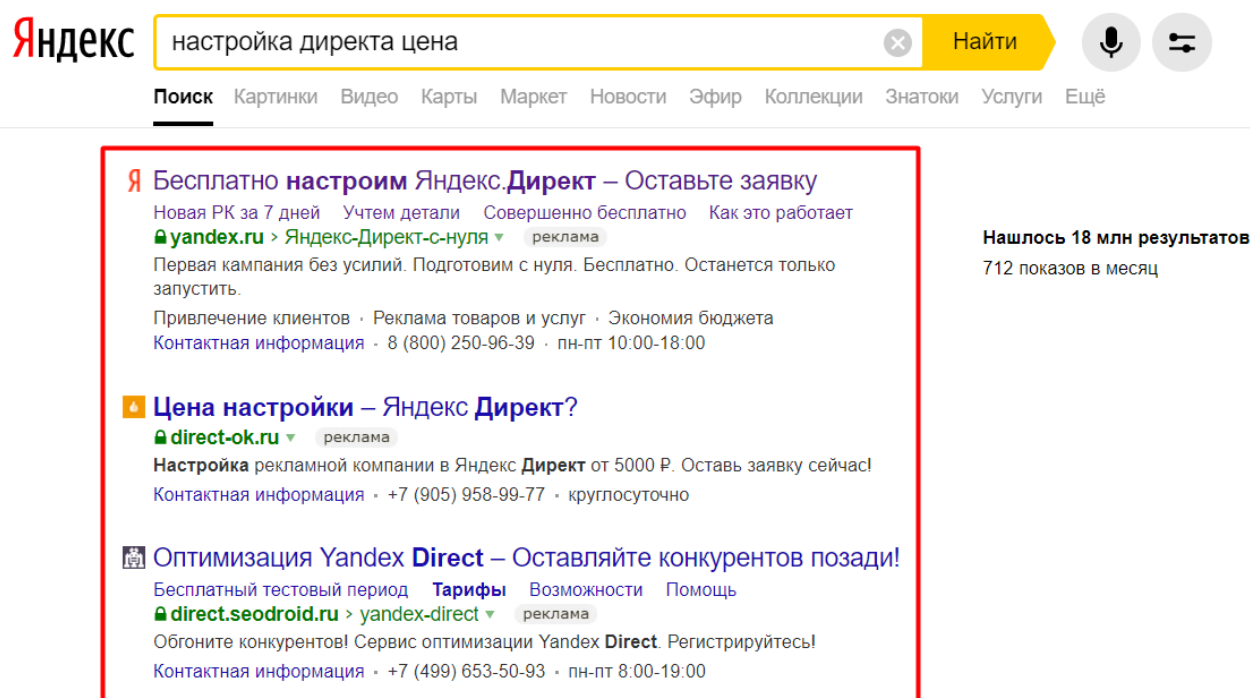 Яндекс
настройка директа цена
Найти
Поиск Картинки Видео Карты Маркет Новости Эфир Коллекции Знатоки Услуги Ещё
Я Бесплатно настроим Яндекс.Директ – Оставьте заявку
Новая РК за 7 дней Учтем детали Совершенно бесплатно Как это работает
yandex.ru › Яндекс-Директ-с-нуля реклама
Первая кампания без усилий. Подготовим с нуля. Бесплатно. Останется только
запустить.
Привлечение клиентов · Реклама товаров и услуг · Экономия бюджета
Контактная информация · 8 (800) 250-96-39 · пн-пт 10:00-18:00
Цена настройки – Яндекс Директ?
direct-ok.ru реклама
Настройка рекламной компании в Яндекс Директ от 5000 ₽. Оставь заявку сейчас!
Контактная информация · +7 (905) 958-99-77 · круглосуточно
Оптимизация Yandex Direct – Оставляйте конкурентов позади!
Бесплатный тестовый период Тарифы Возможности Помощь
direct.seodroid.ru › yandex-direct реклама
Обгоните конкурентов! Сервис оптимизации Yandex Direct. Регистрируйтесь!
Контактная информация · +7 (499) 653-50-93 · пн-пт 8:00-19:00
Нашлось 18 млн результатов
712 показов в месяц